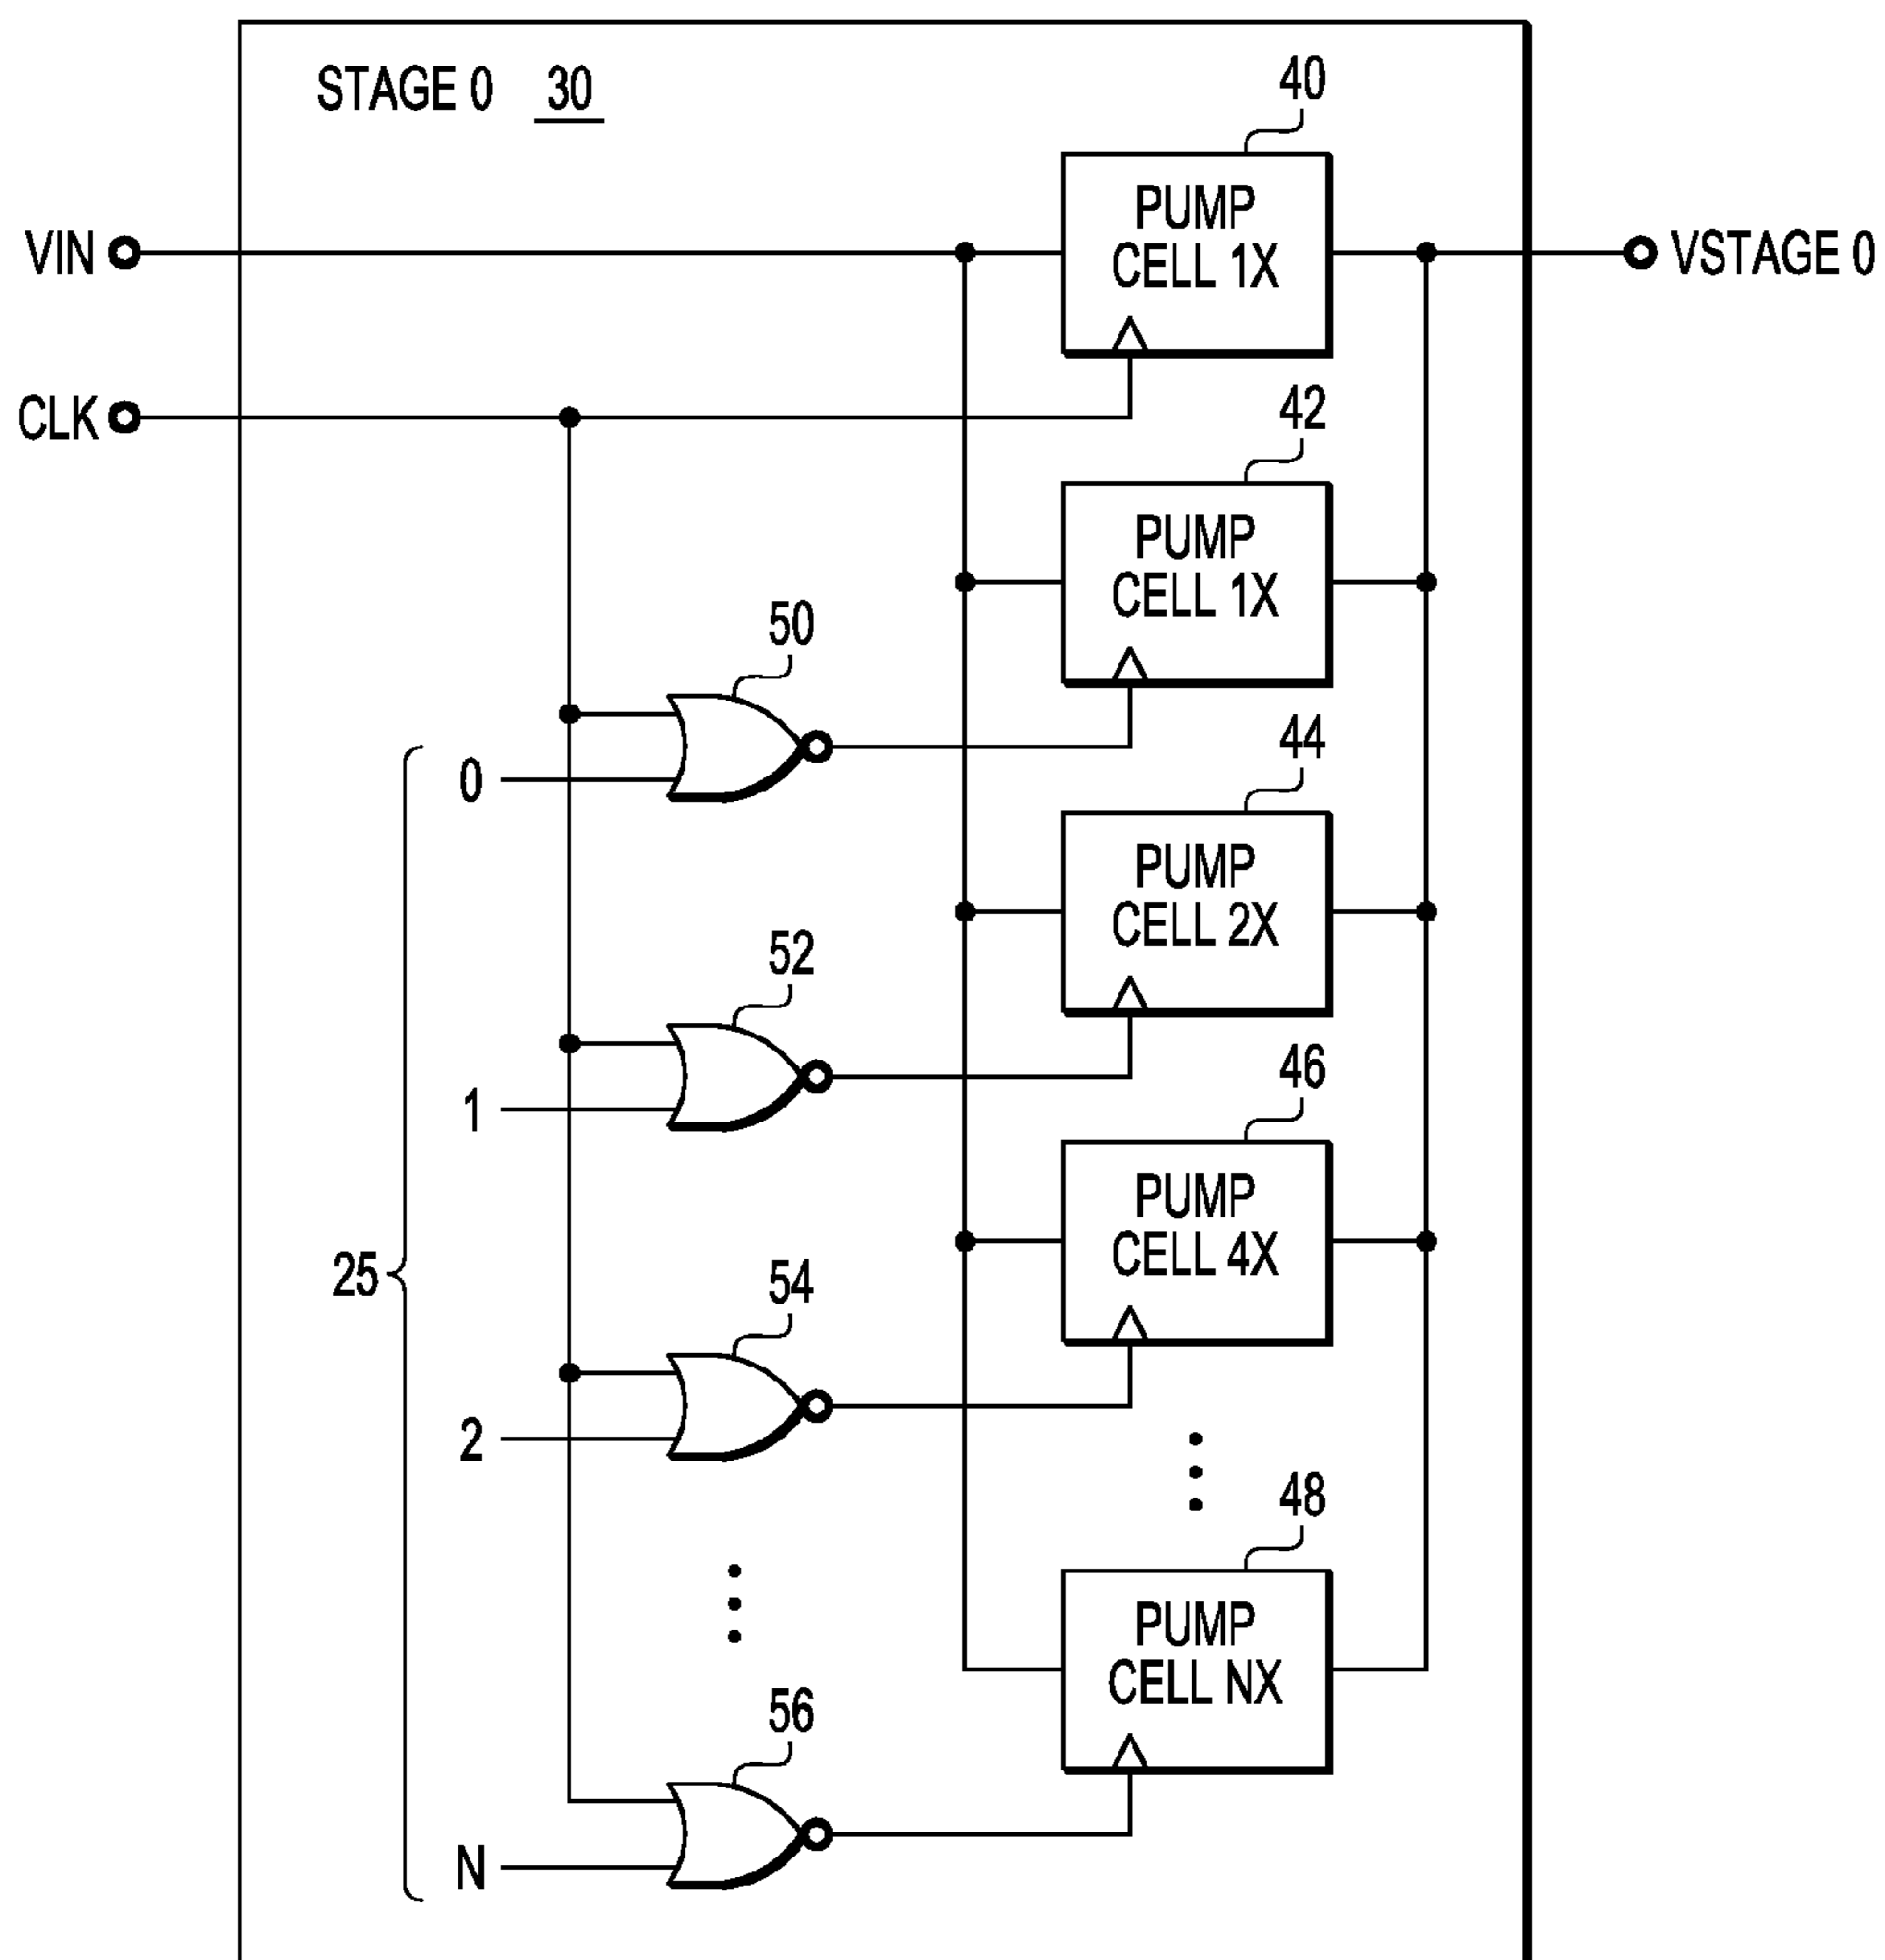 STAGE 0 30
40
PUMP
CELL 1X
VIN
VSTAGE 0
CLK
42
PUMP
CELL 1X
50
0
44
PUMP
CELL 2X
52
1
46
PUMP
CELL 4X
25
54
2
48
PUMP
CELL NX
56
N